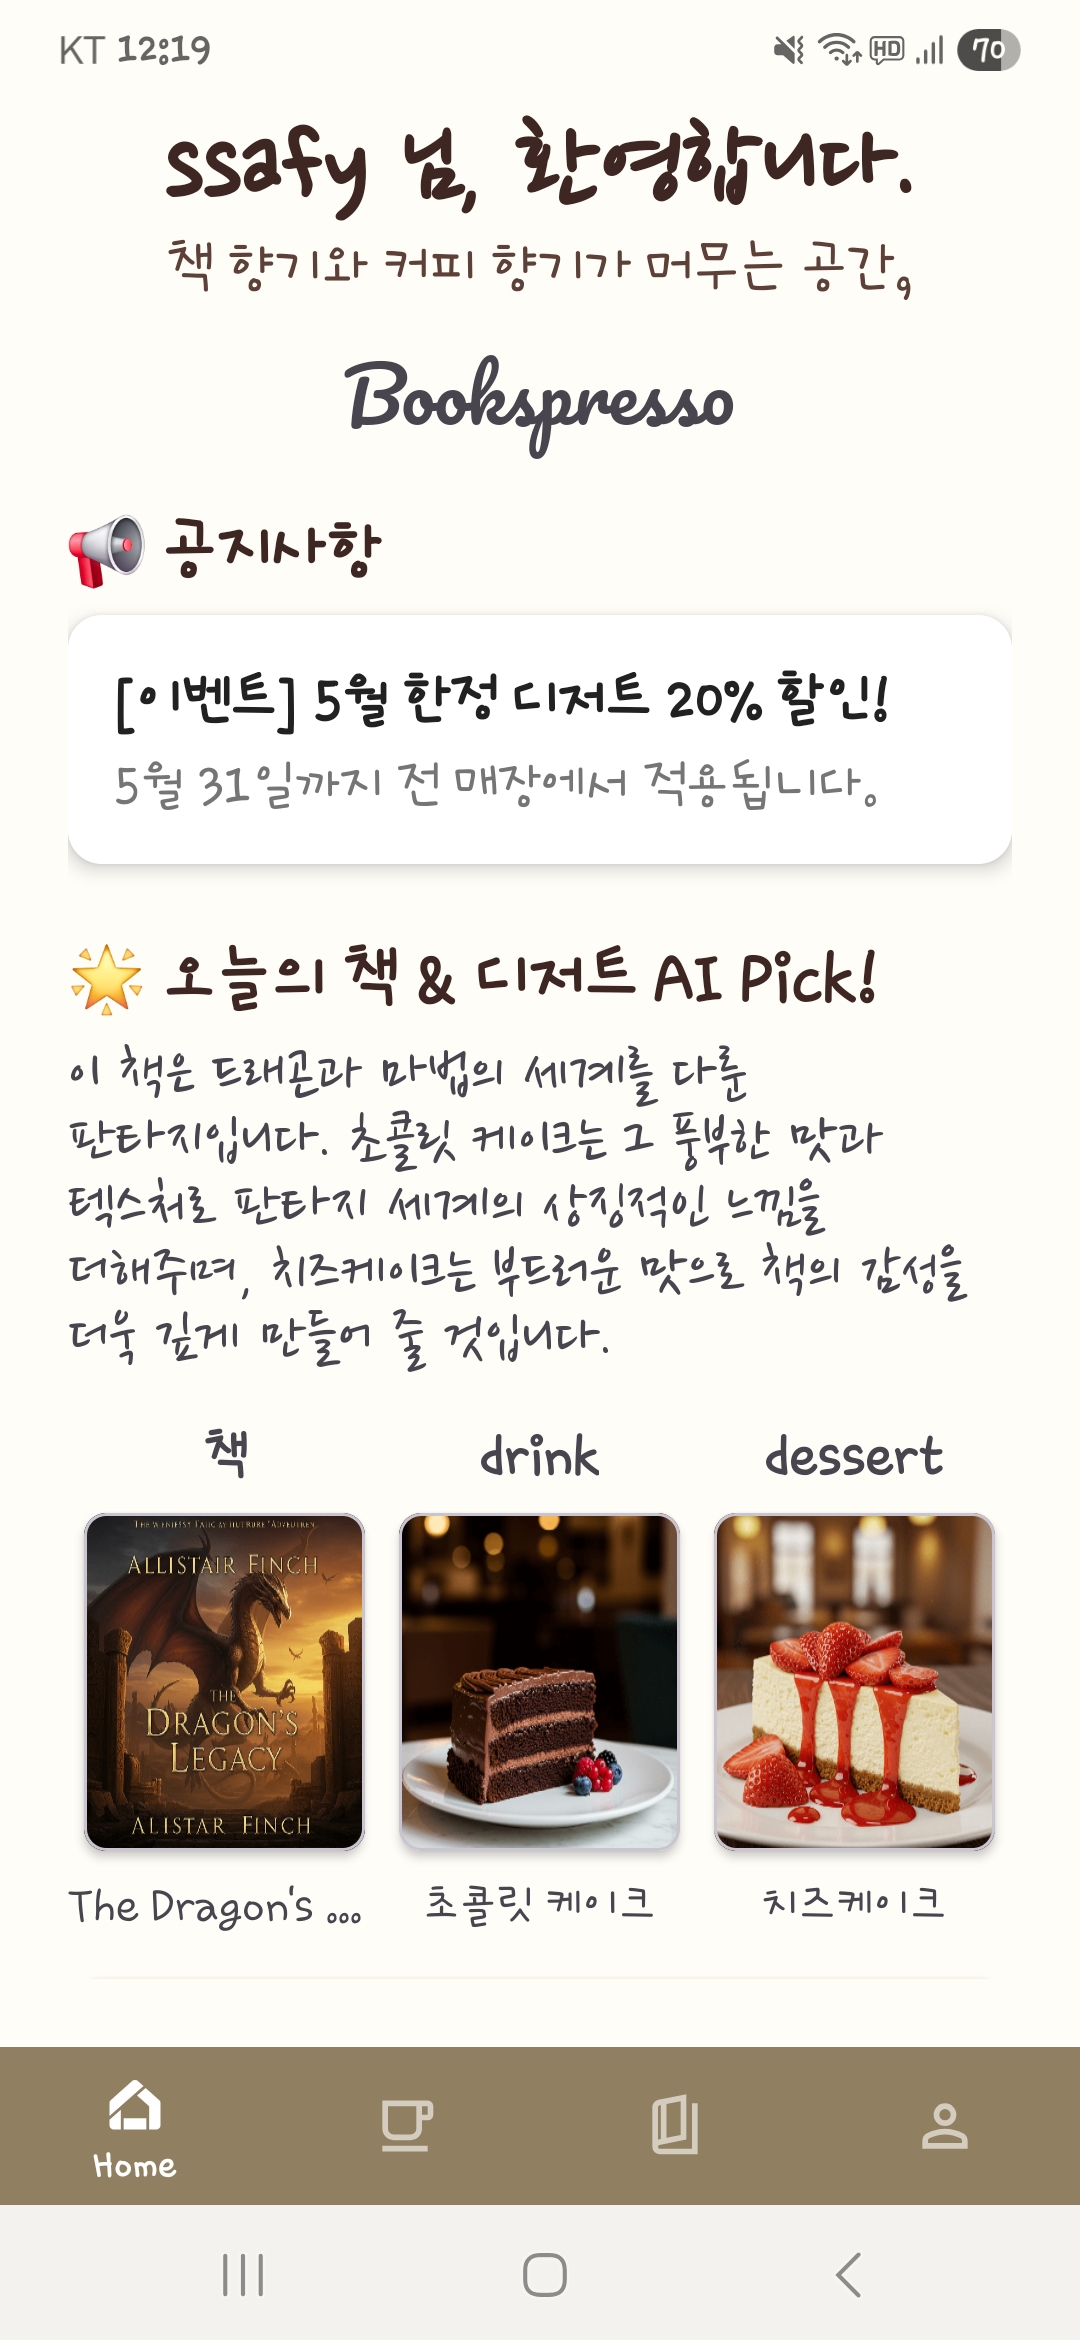 KT 12:19
HD
70
ssafy 님, 환영합니다.
책 향기와 커피 향기가 머무는 공간,
Bookspresso
공지사항
[이벤트] 5월 한정 디저트 20% 할인!
5월 31일까지 전 매장에서 적용됩니다.
오늘의 책 & 디저트 AI Pick!
이 책은 드래곤과 마법의 세계를 다룬
판타지입니다. 초콜릿 케이크는 그 풍부한 맛과
텍스처로 판타지 세계의 상징적인 느낌을
더해주며, 치즈케이크는 부드러운 맛으로 책의 감성을
더욱 깊게 만들어 줄 것입니다.
책
drink
dessert
ALLISTAIR FINCH
THE
DRAGON'S
LEGACY
ALISTAR FINCH
The Dragon's ...
초콜릿 케이크
치즈케이크
Home